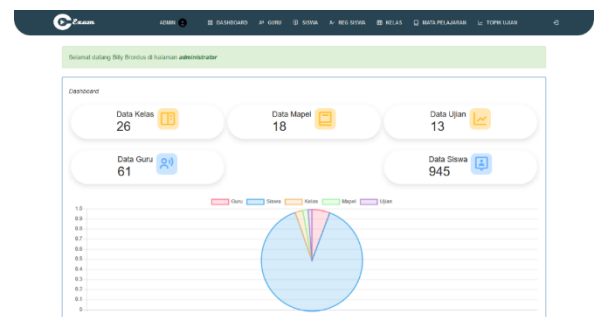 Exam ADMIN DASHBOARD GURU SISWA REG SISWA KELAS MATA PELAJARAN TOPIK UJIAN
Selamat datang Billy Brondus di halaman administrator
Dashboard
Data Kelas
26
Data Mapel
18
Data Ujian
13
Data Guru
61
Data Siswa
945
Guru Siswa Kelas Mapel Ujian
1.0
0.9
0.8
0.7
0.6
0.5
0.4
0.3
0.2
0.1
0